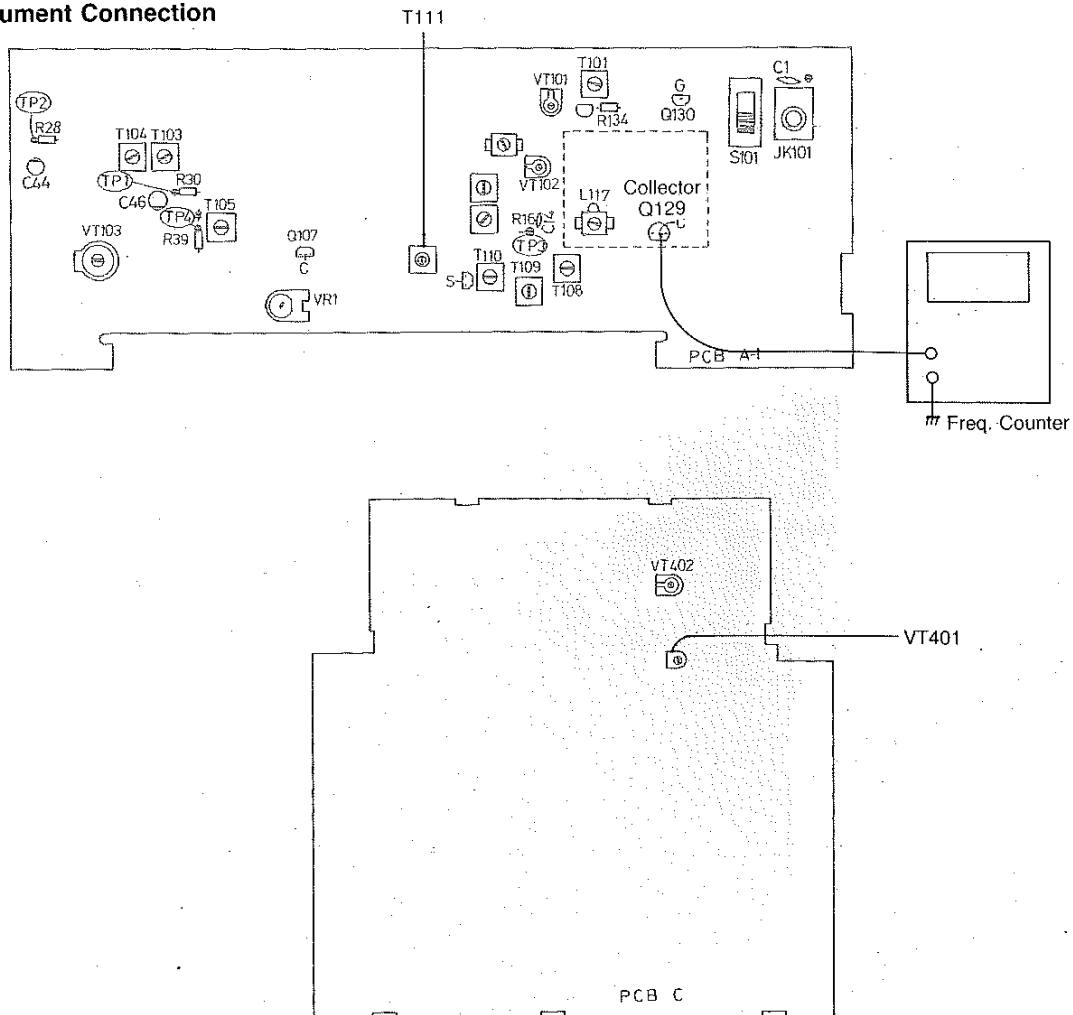 ument Connection
T111
TP2
R28
C44
T104 T103
TP1
R30
C46
TP4
T105
R39
VT103
Q107
C
VR1
VT101
T101
R134
G
Q130
C1
S101
JK101
VT102
L117
Collector
Q129
C
TP3
S
T110
T109
T108
PCB A-1
Freq. Counter
VT402
VT401
PCB C